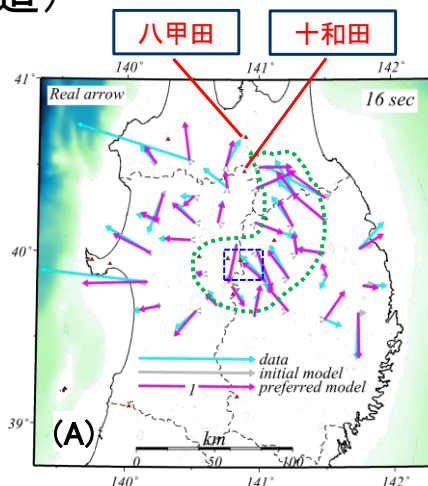 道）
八甲田
十和田
140° 141° 142°
41°
Real arrow
16 sec
40°
data
initial model
1
preferred model
(A)
km
39°
0 50 100
140° 141° 142°